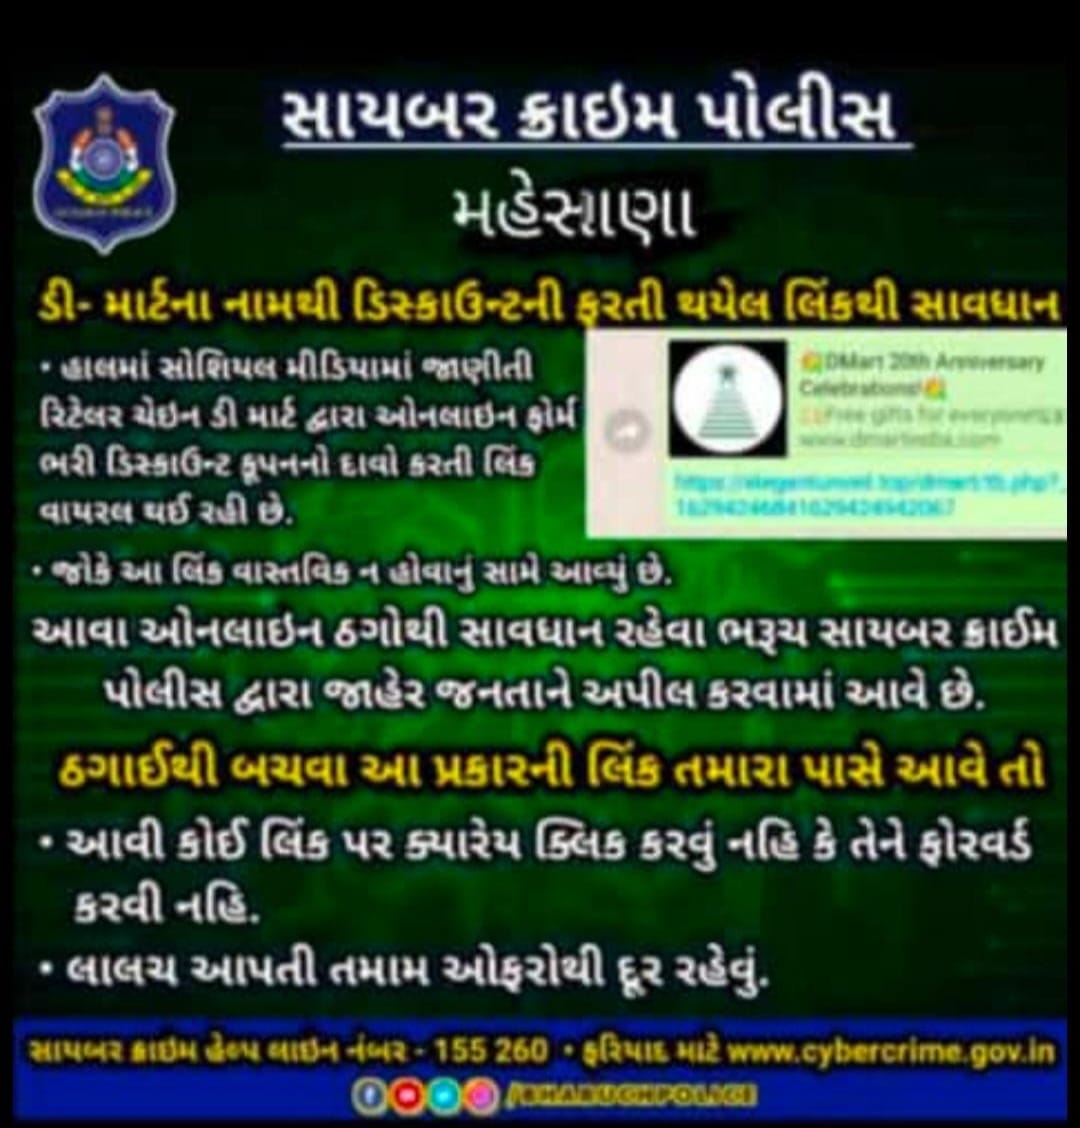 સાયબર ક્રાઇમ પોલીસ
મહેસાણા
ડી- માર્ટના નામથી ડિસ્કાઉન્ટની ફરતી થયેલ લિંકથી સાવધાન
• હાલમાં સોશિયલ મીડિયામાં જાણીતી
રિટેલર ચેઇન ડી માર્ટ દ્વારા ઓનલાઇન ફોર્મ
ભરી ડિસ્કાઉન્ટ કૂપનનો દાવો કરતી લિંક
વાયરલ થઈ રહી છે.
DMart 20th Anniversary
Celebrations!
Free gifts for everyone
www.dmartindia.com
• જોકે આ લિંક વાસ્તવિક ન હોવાનું સામે આવ્યું છે.
આવા ઓનલાઇન ઠગોથી સાવધાન રહેવા ભરૂચ સાયબર ક્રાઈમ
પોલીસ દ્વારા જાહેર જનતાને અપીલ કરવામાં આવે છે.
ઠગાઈથી બચવા આ પ્રકારની લિંક તમારા પાસે આવે તો
• આવી કોઈ લિંક પર ક્યારેય ક્લિક કરવું નહિ કે તેને ફોરવર્ડ
કરવી નહિ.
• લાલચ આપતી તમામ ઓફરોથી દૂર રહેવું.
સાયબર ક્રાઇમ હેલ્પ લાઇન નંબર - 155 260 • ફરિયાદ માટે www.cybercrime.gov.in
/BHARUCHPOLICE